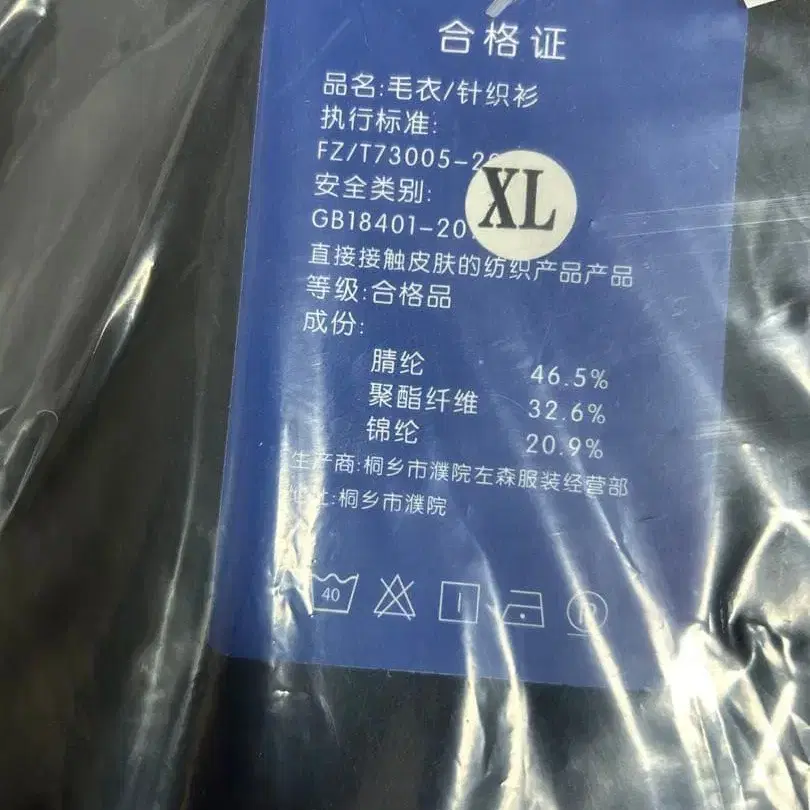 合格证
品名:毛衣/针织衫
执行标准:
FZ/T73005-2
XL
安全类别:
GB18401-20
直接接触皮肤的纺织产品产品
等级:合格品
成份:
腈纶 46.5%
聚酯纤维 32.6%
锦纶 20.9%
生产商:桐乡市濮院左森服装经营部
址:桐乡市濮院
40
P